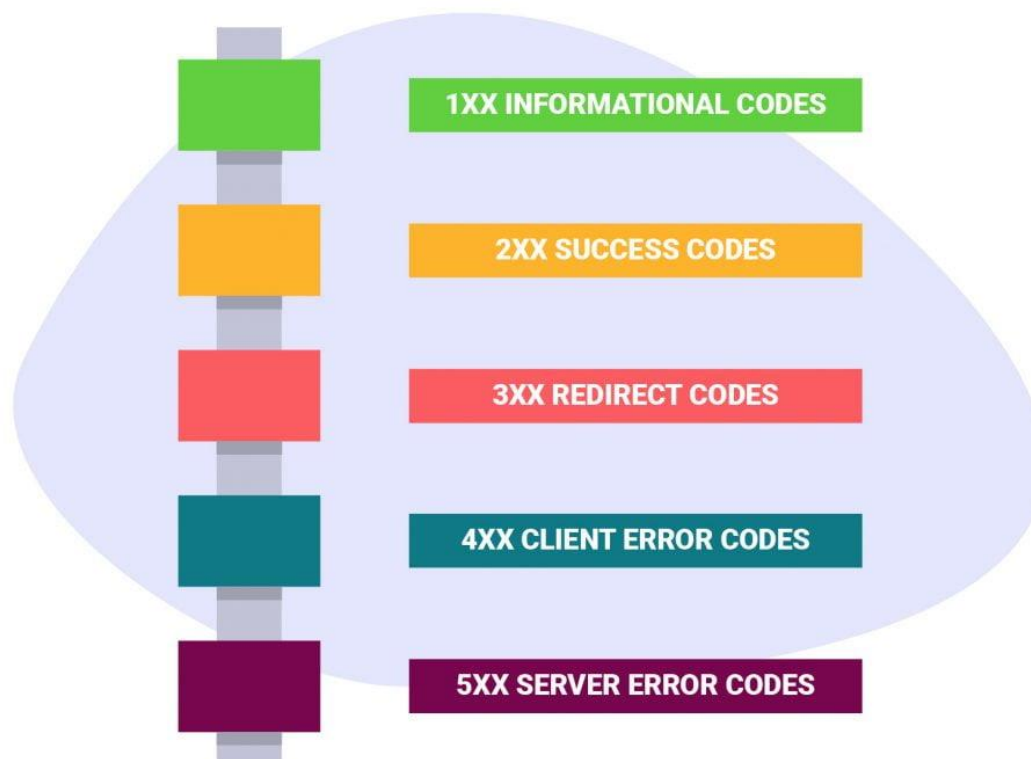 1XX INFORMATIONAL CODES
2XX SUCCESS CODES
3XX REDIRECT CODES
4XX CLIENT ERROR CODES
5XX SERVER ERROR CODES